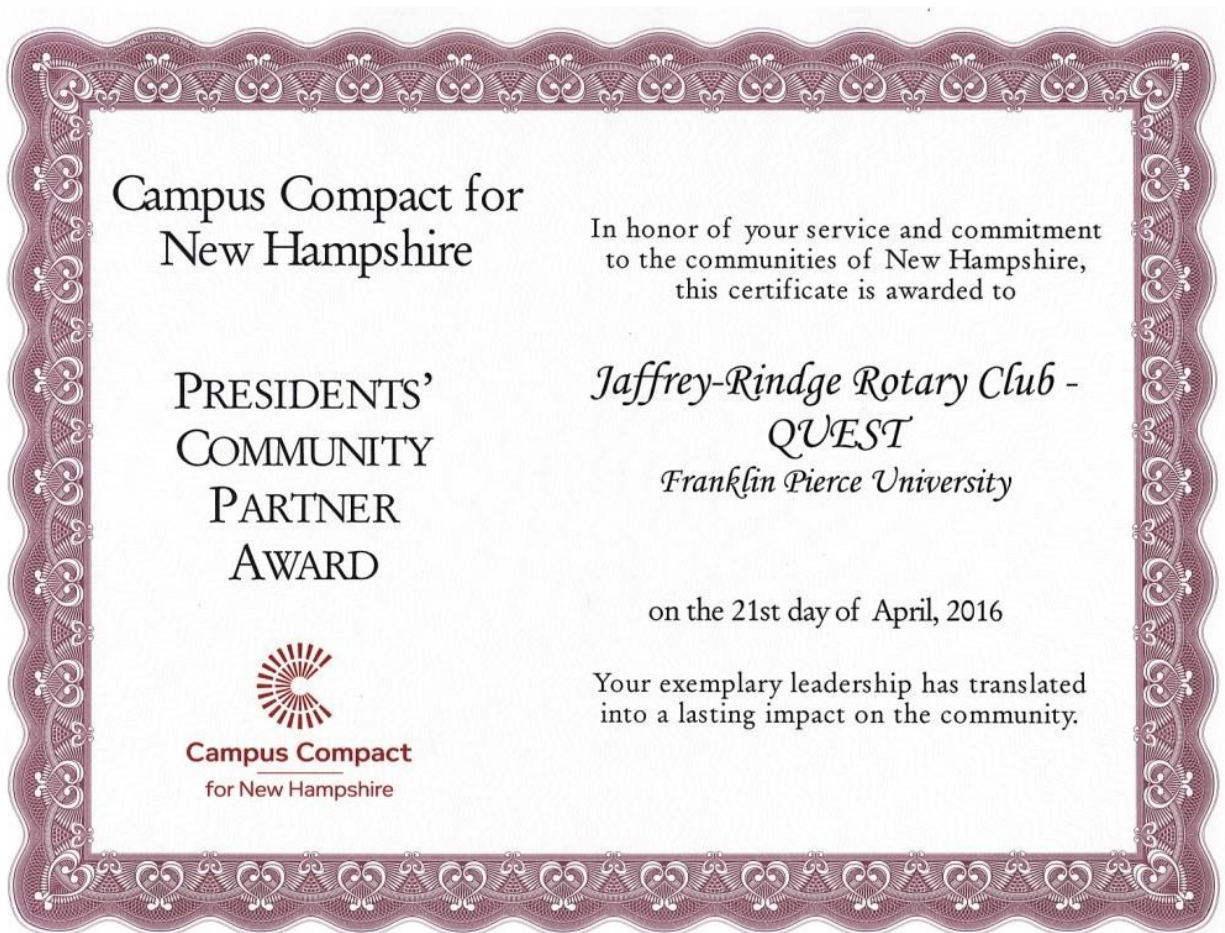 Campus Compact for
New Hampshire
PRESIDENTS'
COMMUNITY
PARTNER
AWARD
Campus Compact
for New Hampshire
In honor of your service and commitment
to the communities of New Hampshire,
this certificate is awarded to
Jaffrey-Rindge Rotary Club -
QUEST
Franklin Pierce University
on the 21st day of April, 2016
Your exemplary leadership has translated
into a lasting impact on the community.